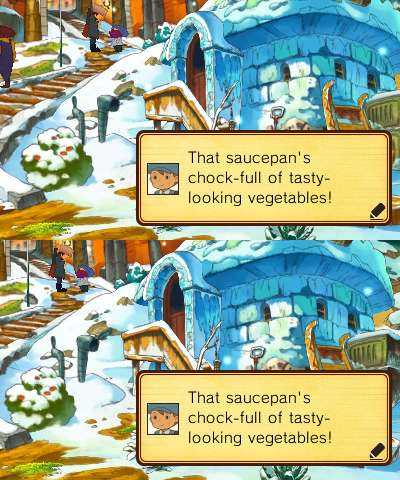 That saucepan's
chock-full of tasty-
looking vegetables!
That saucepan's
chock-full of tasty-
looking vegetables!